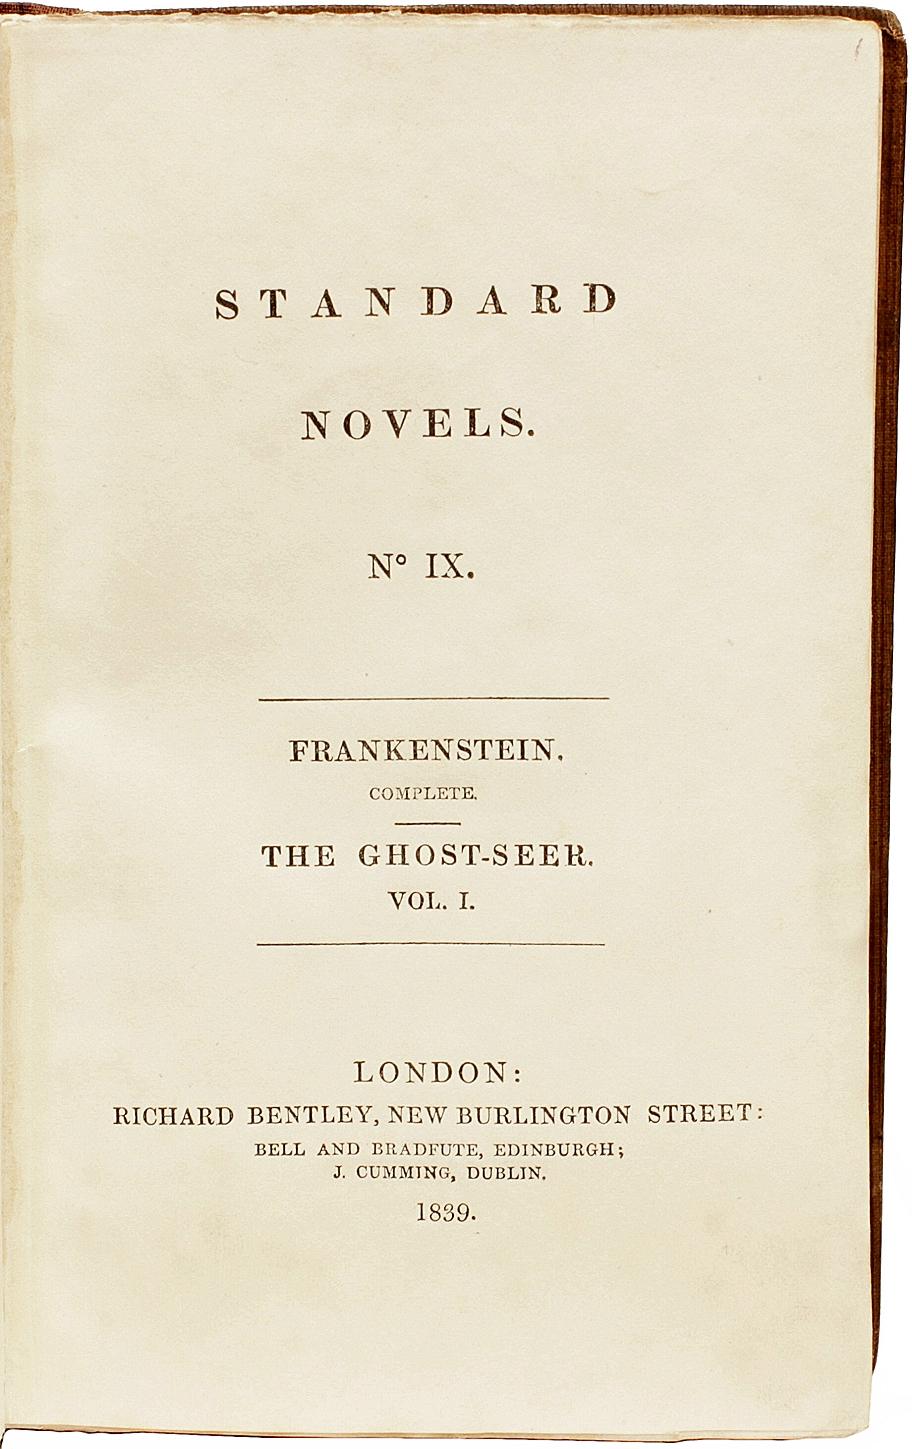 STANDARD
NOVELS.
Nº IX.
FRANKENSTEIN.
COMPLETE.
THE GHOST-SEER.
VOL. I.
LONDON:
RICHARD BENTLEY, NEW BURLINGTON STREET:
BELL AND BRADFUTE, EDINBURGH;
J. CUMMING, DUBLIN.
1839.